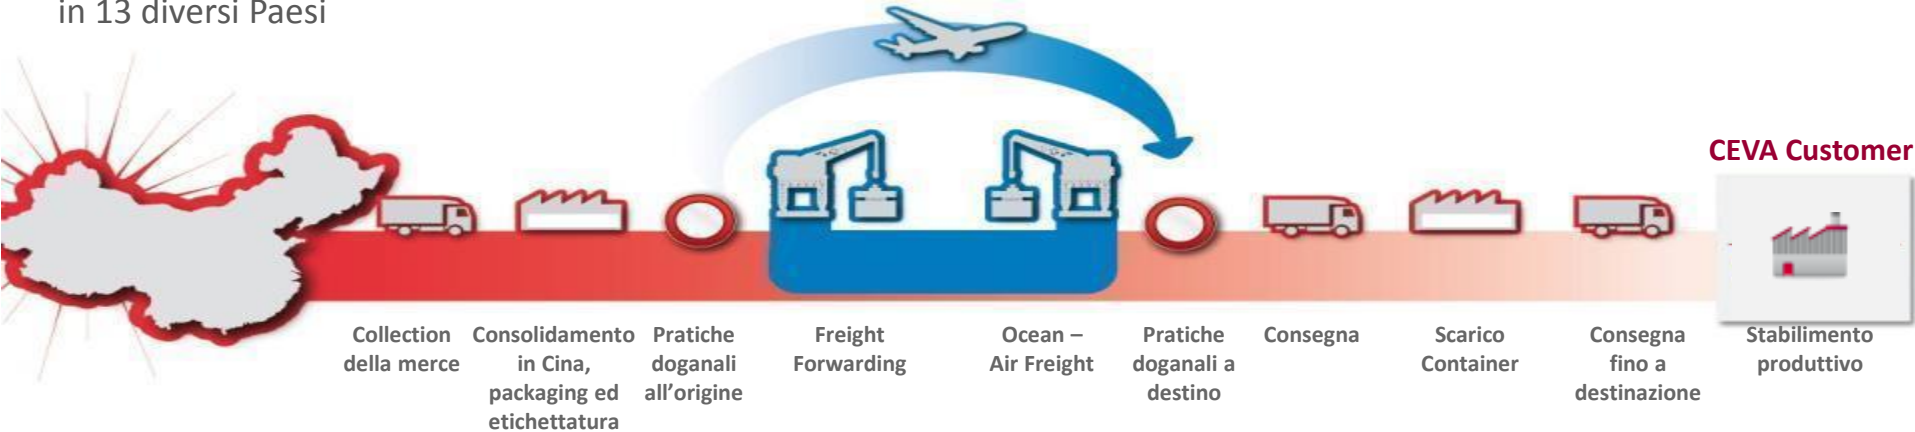 in 13 diversi Paesi
CEVA Customer
Collection
della merce
Consolidamento
in Cina,
packaging ed
etichettatura
Pratiche
doganali
all’origine
Freight
Forwarding
Ocean –
Air Freight
Pratiche
doganali a
destino
Consegna
Scarico
Container
Consegna
fino a
destinazione
Stabilimento
produttivo